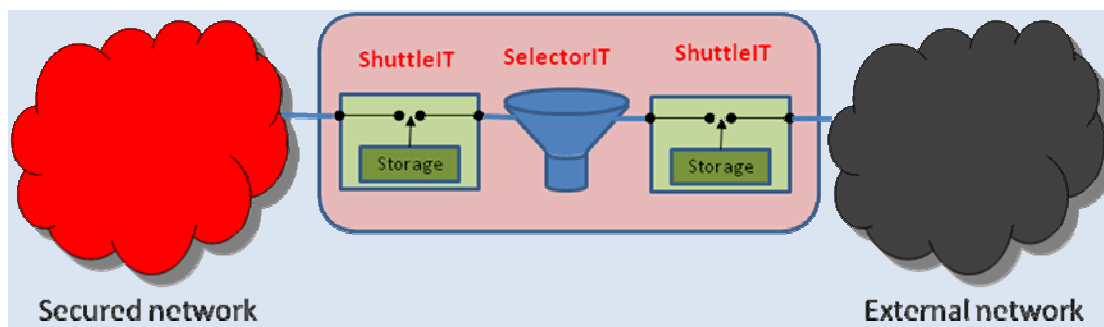 ShuttleIT
SelectorIT
ShuttleIT
Storage
Storage
Secured network
External network